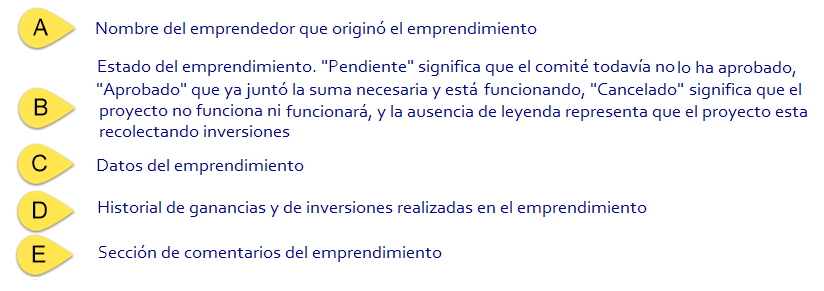 A Nombre del emprendedor que originó el emprendimiento
Estado del emprendimiento. "Pendiente" significa que el comité todavía no lo ha aprobado,
B "Aprobado" que ya juntó la suma necesaria y está funcionando, "Cancelado" significa que el
proyecto no funciona ni funcionará, y la ausencia de leyenda representa que el proyecto esta
recolectando inversiones
C Datos del emprendimiento
D Historial de ganancias y de inversiones realizadas en el emprendimiento
E Sección de comentarios del emprendimiento